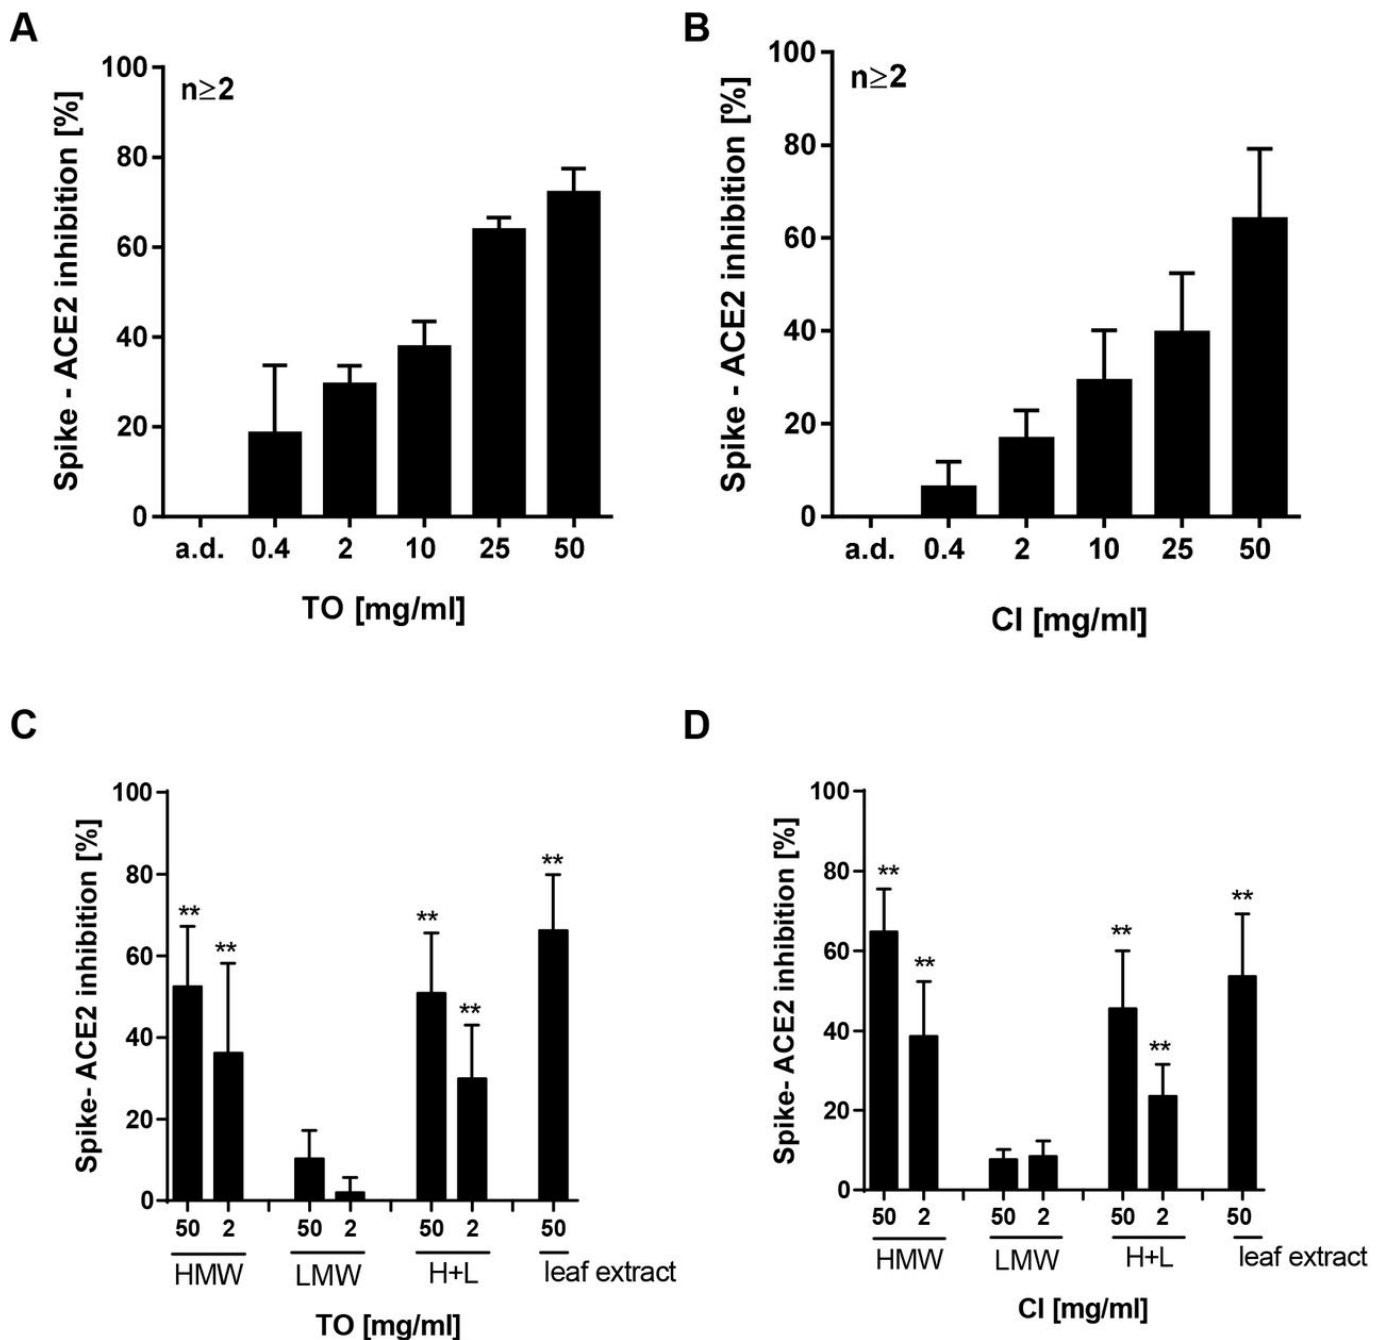 A
n≥2
Spike - ACE2 inhibition [%]
100
80
60
40
20
0
a.d. 0.4 2 10 25 50
TO [mg/ml]
B
n≥2
Spike - ACE2 inhibition [%]
100
80
60
40
20
0
a.d. 0.4 2 10 25 50
CI [mg/ml]
C
Spike- ACE2 inhibition [%]
100
80
60
40
20
0
** ** ** ** **
50 2 50 2 50 2 50
HMW LMW H+L leaf extract
TO [mg/ml]
D
Spike- ACE2 inhibition [%]
100
80
60
40
20
0
** ** ** ** **
50 2 50 2 50 2 50
HMW LMW H+L leaf extract
CI [mg/ml]